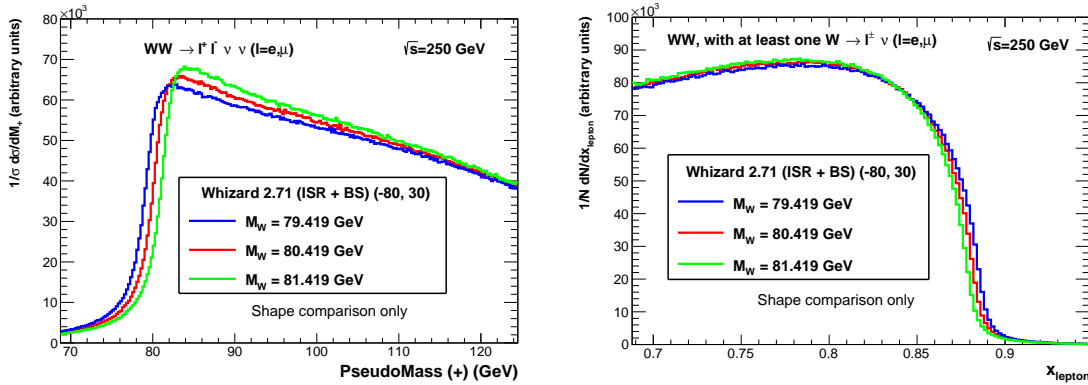 ×10³
WW → l⁺ l⁻ ν ν (l=e,μ)
√s=250 GeV
1/σ dσ/dM₊ (arbitrary units)
80
70
60
50
40
30
20
10
0
Whizard 2.71 (ISR + BS) (-80, 30)
M_W = 79.419 GeV
M_W = 80.419 GeV
M_W = 81.419 GeV
Shape comparison only
70 80 90 100 110 120
PseudoMass (+) (GeV)
×10³
WW, with at least one W → l± ν (l=e,μ)
√s=250 GeV
1/N dN/dx_lepton (arbitrary units)
100
80
60
40
20
0
Whizard 2.71 (ISR + BS) (-80, 30)
M_W = 79.419 GeV
M_W = 80.419 GeV
M_W = 81.419 GeV
Shape comparison only
0.7 0.75 0.8 0.85 0.9
x_lepton